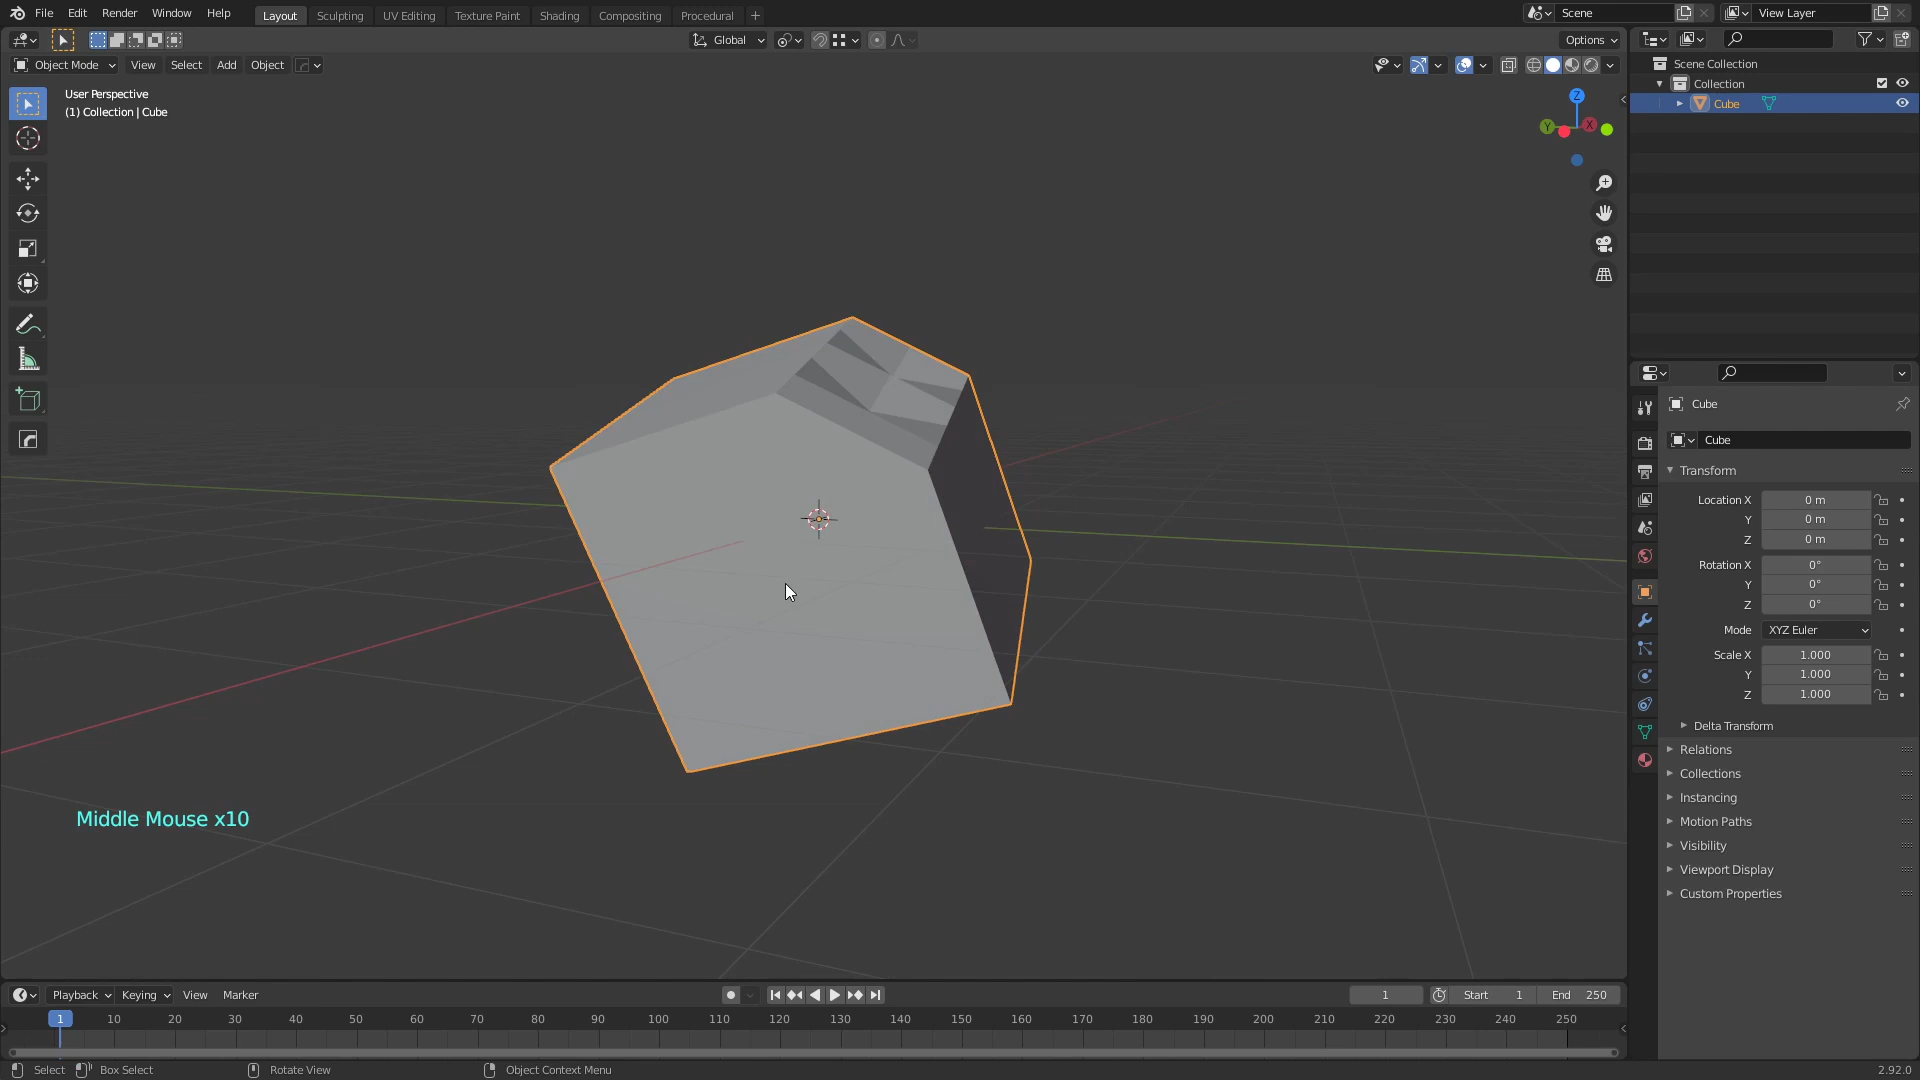 File Edit Render Window Help Layout Sculpting UV Editing Texture Paint Shading Compositing Procedural Scene View Layer
Global Options
Object Mode View Select Add Object
User Perspective
(1) Collection | Cube
Z
Y
X
Middle Mouse x10
Scene Collection
Collection
Cube
Cube
Cube
Transform
Location X 0 m
Y 0 m
Z 0 m
Rotation X 0°
Y 0°
Z 0°
Mode XYZ Euler
Scale X 1.000
Y 1.000
Z 1.000
Delta Transform
Relations
Collections
Instancing
Motion Paths
Visibility
Viewport Display
Custom Properties
Playback Keying View Marker 1 Start 1 End 250
1 10 20 30 40 50 60 70 80 90 100 110 120 130 140 150 160 170 180 190 200 210 220 230 240 250
Select Box Select Rotate View Object Context Menu 2.92.0